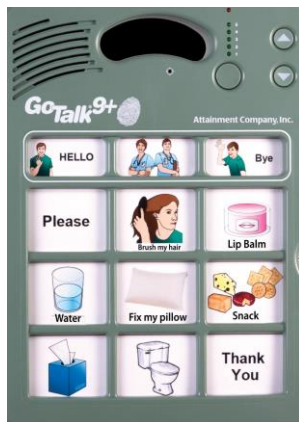 GoTalk 9+
Attainment Company, Inc.
HELLO
Bye
Please
Brush my hair
Lip Balm
Water
Fix my pillow
Snack
Thank
You